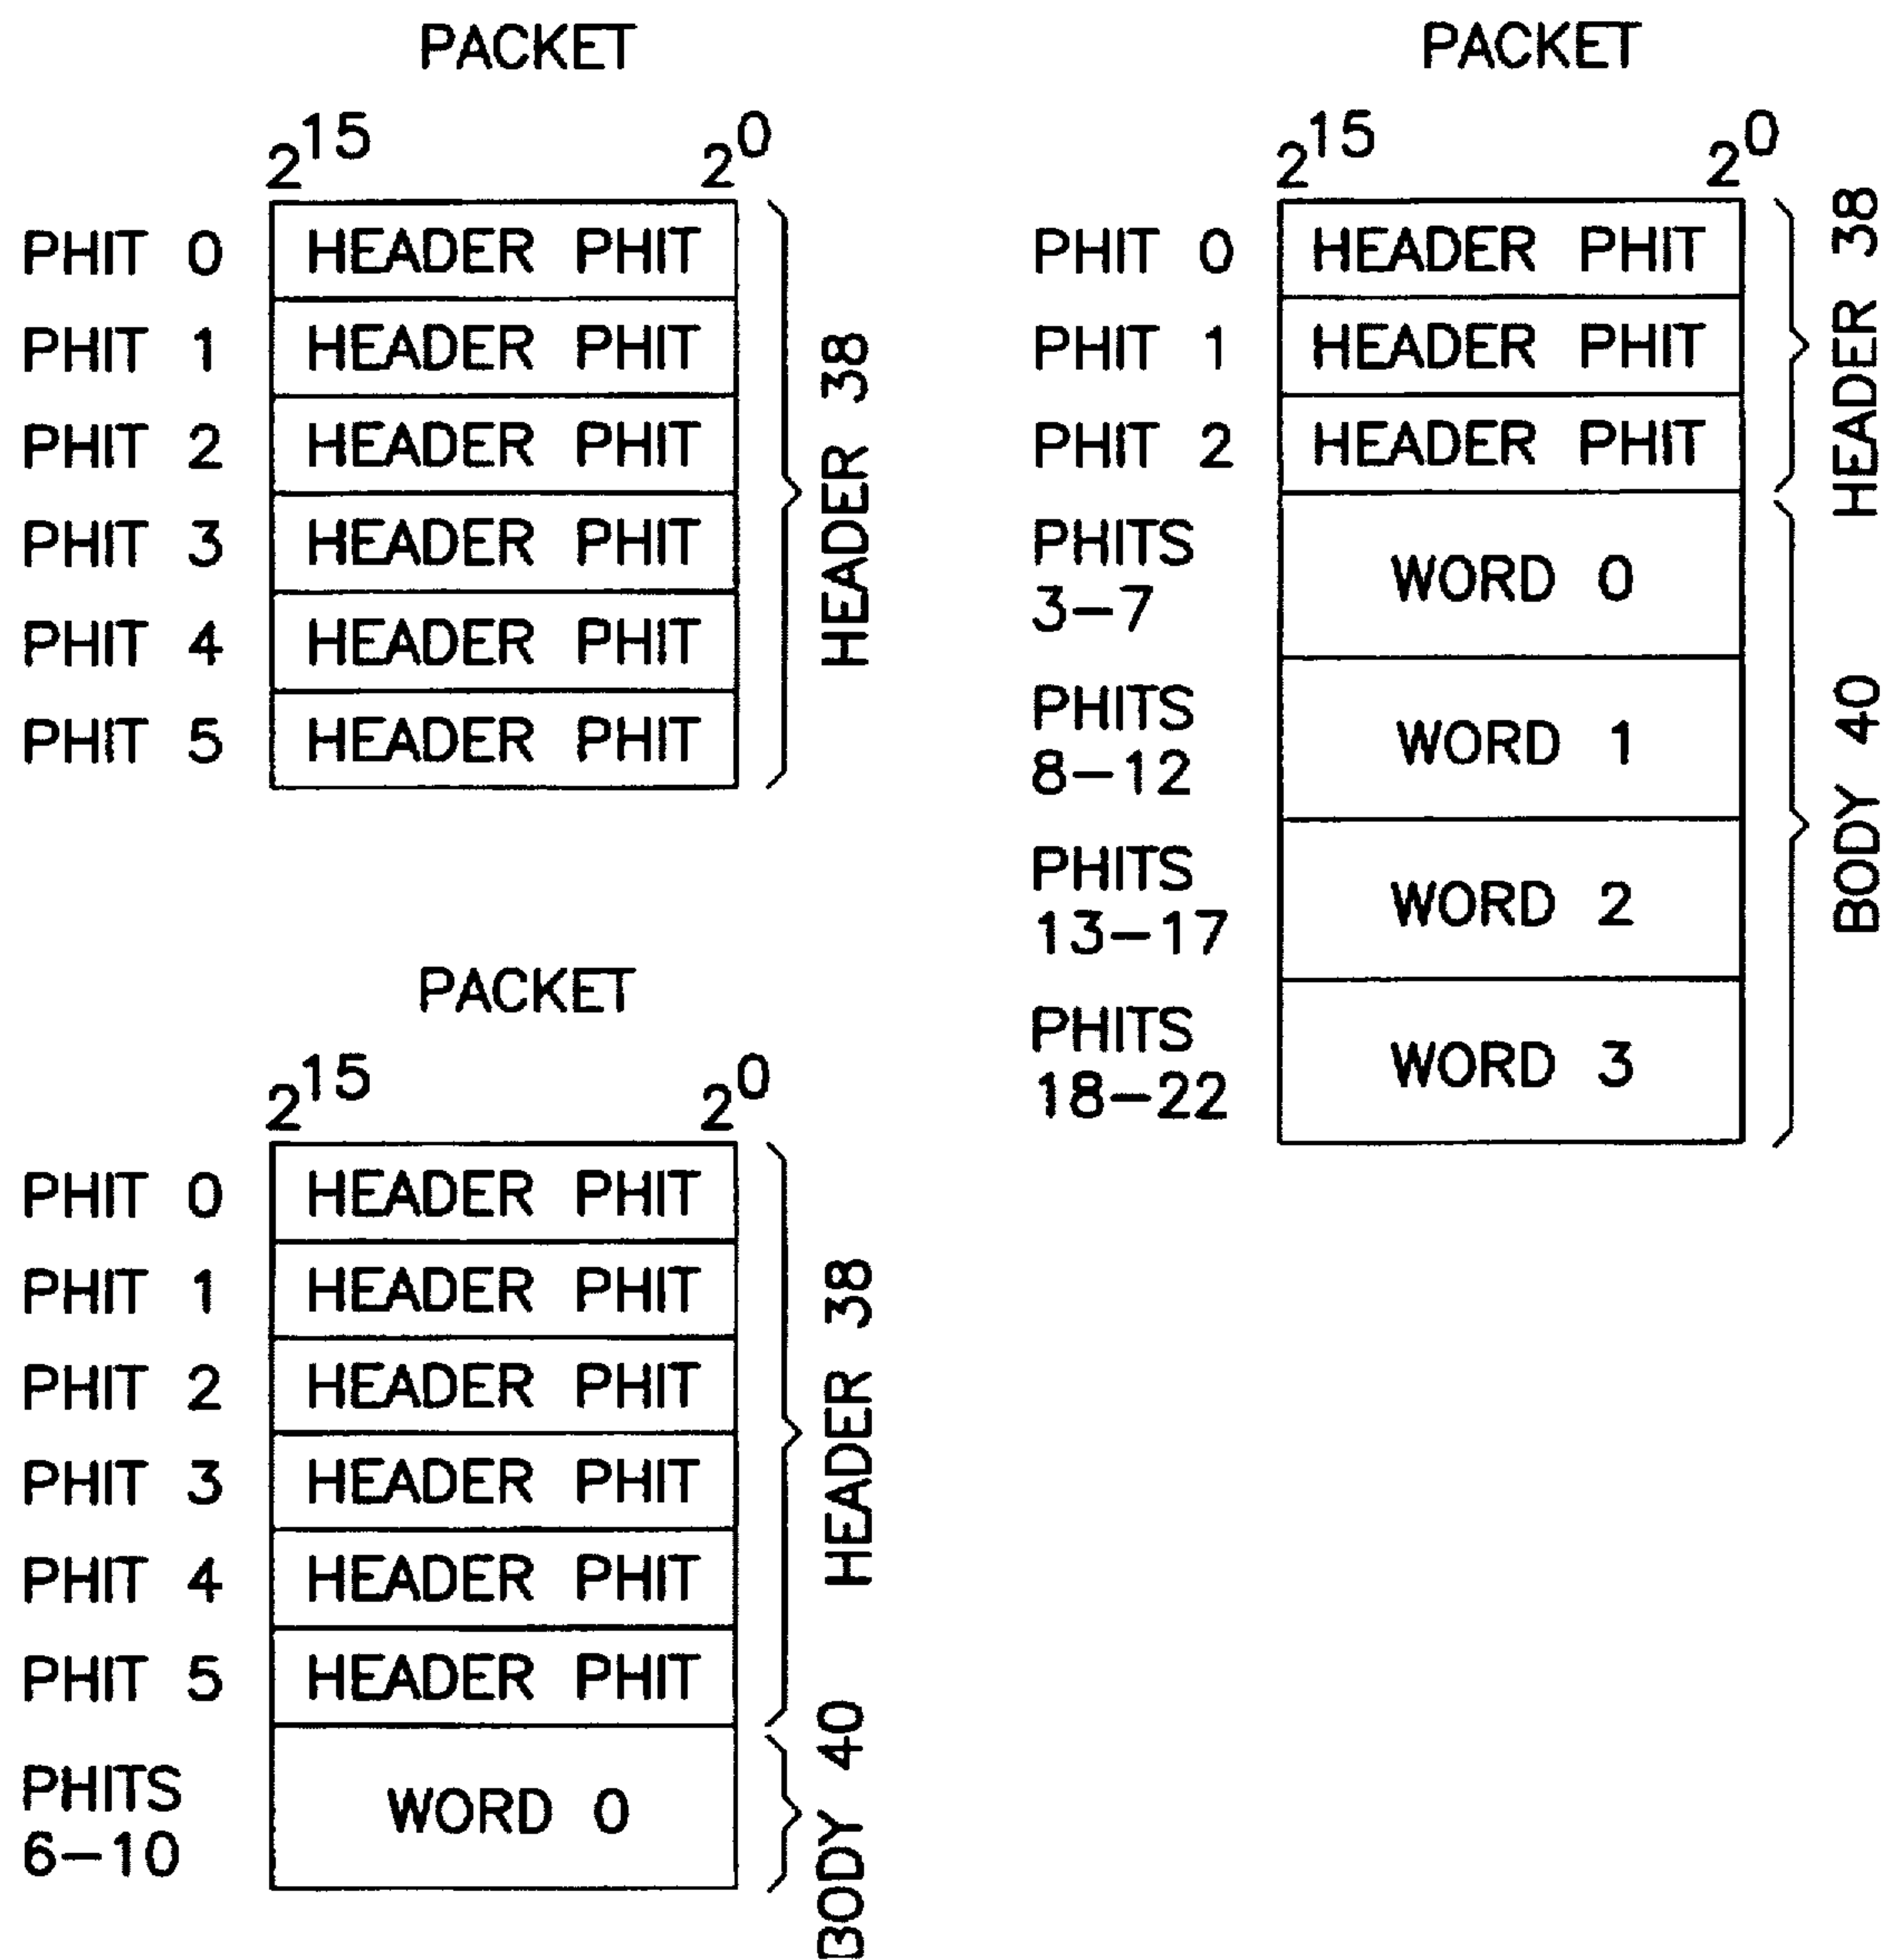 PACKET
2^15 2^0
PHIT 0 HEADER PHIT
PHIT 1 HEADER PHIT
PHIT 2 HEADER PHIT
PHIT 3 HEADER PHIT
PHIT 4 HEADER PHIT
PHIT 5 HEADER PHIT
HEADER 38
PACKET
2^15 2^0
PHIT 0 HEADER PHIT
PHIT 1 HEADER PHIT
PHIT 2 HEADER PHIT
PHIT 3 HEADER PHIT
PHIT 4 HEADER PHIT
PHIT 5 HEADER PHIT
HEADER 38
PHITS
6-10
WORD 0
BODY 40
PACKET
2^15 2^0
PHIT 0 HEADER PHIT
PHIT 1 HEADER PHIT
PHIT 2 HEADER PHIT
HEADER 38
PHITS
3-7
WORD 0
PHITS
8-12
WORD 1
PHITS
13-17
WORD 2
PHITS
18-22
WORD 3
BODY 40